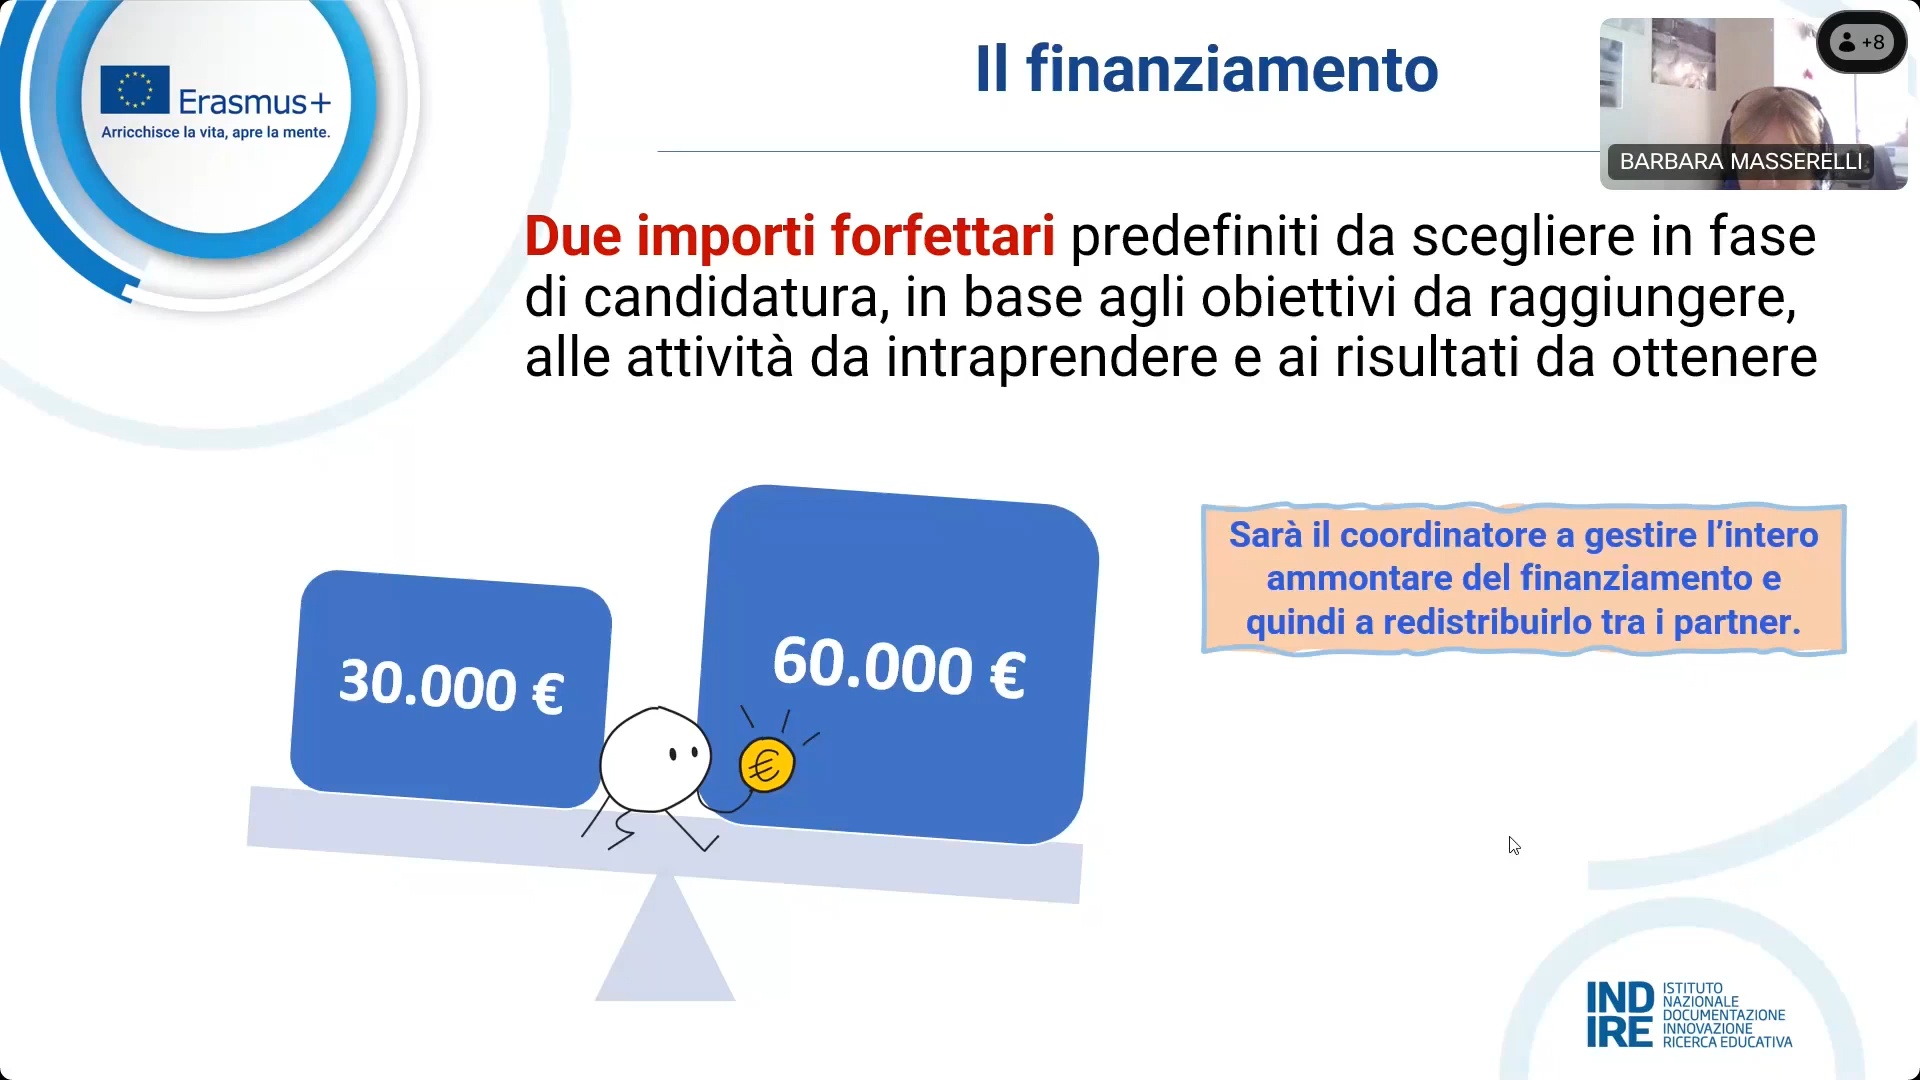 Erasmus+
Arricchisce la vita, apre la mente.
Il finanziamento
+8
BARBARA MASSERELLI
Due importi forfettari predefiniti da scegliere in fase
di candidatura, in base agli obiettivi da raggiungere,
alle attività da intraprendere e ai risultati da ottenere
30.000 €
60.000 €
€
Sarà il coordinatore a gestire l’intero
ammontare del finanziamento e
quindi a redistribuirlo tra i partner.
IND
IRE
ISTITUTO
NAZIONALE
DOCUMENTAZIONE
INNOVAZIONE
RICERCA EDUCATIVA